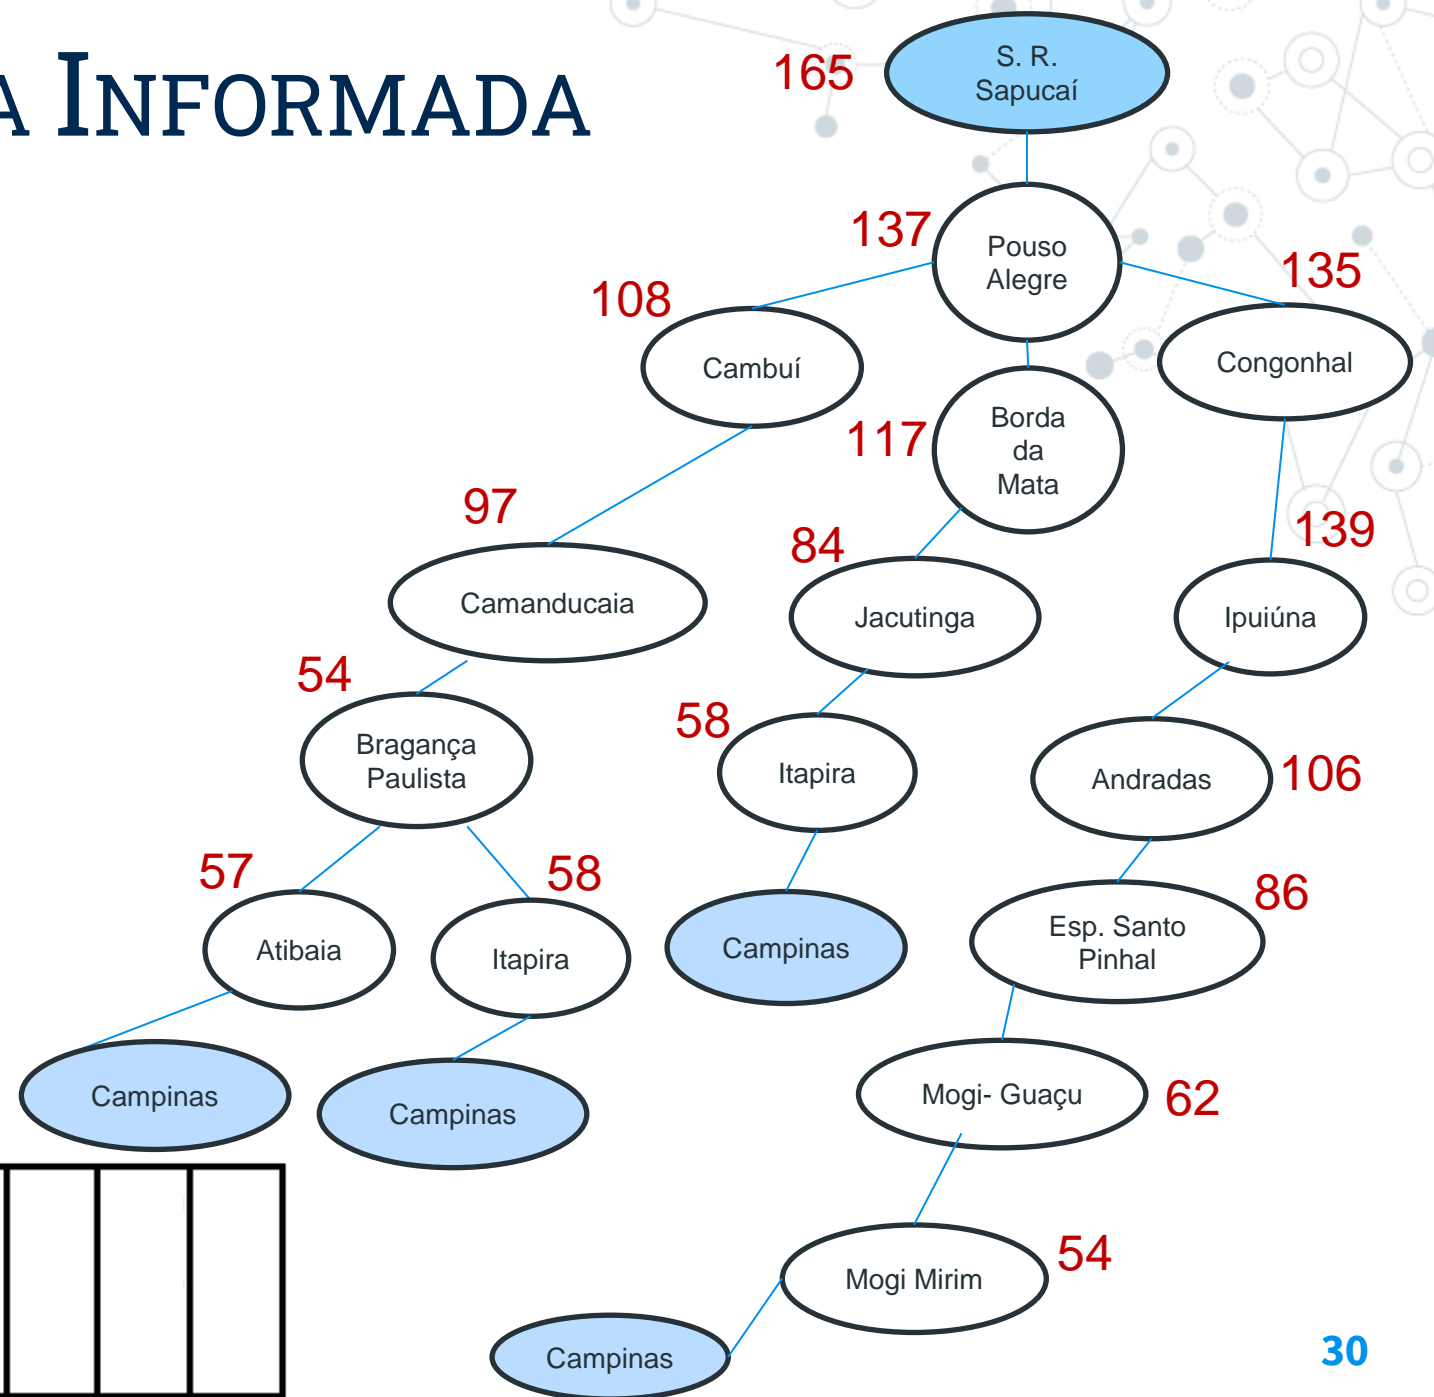 A INFORMADA
165
S. R.
Sapucaí
137
Pouso
Alegre
135
108
Cambuí
Congonhal
117
Borda
da
Mata
97
84
139
Camanducaia
Jacutinga
Ipuiúna
54
Bragança
Paulista
58
Itapira
Andradas
106
57
58
86
Atibaia
Itapira
Campinas
Esp. Santo
Pinhal
Campinas
Campinas
Mogi- Guaçu
62
Mogi Mirim
54
Campinas
30